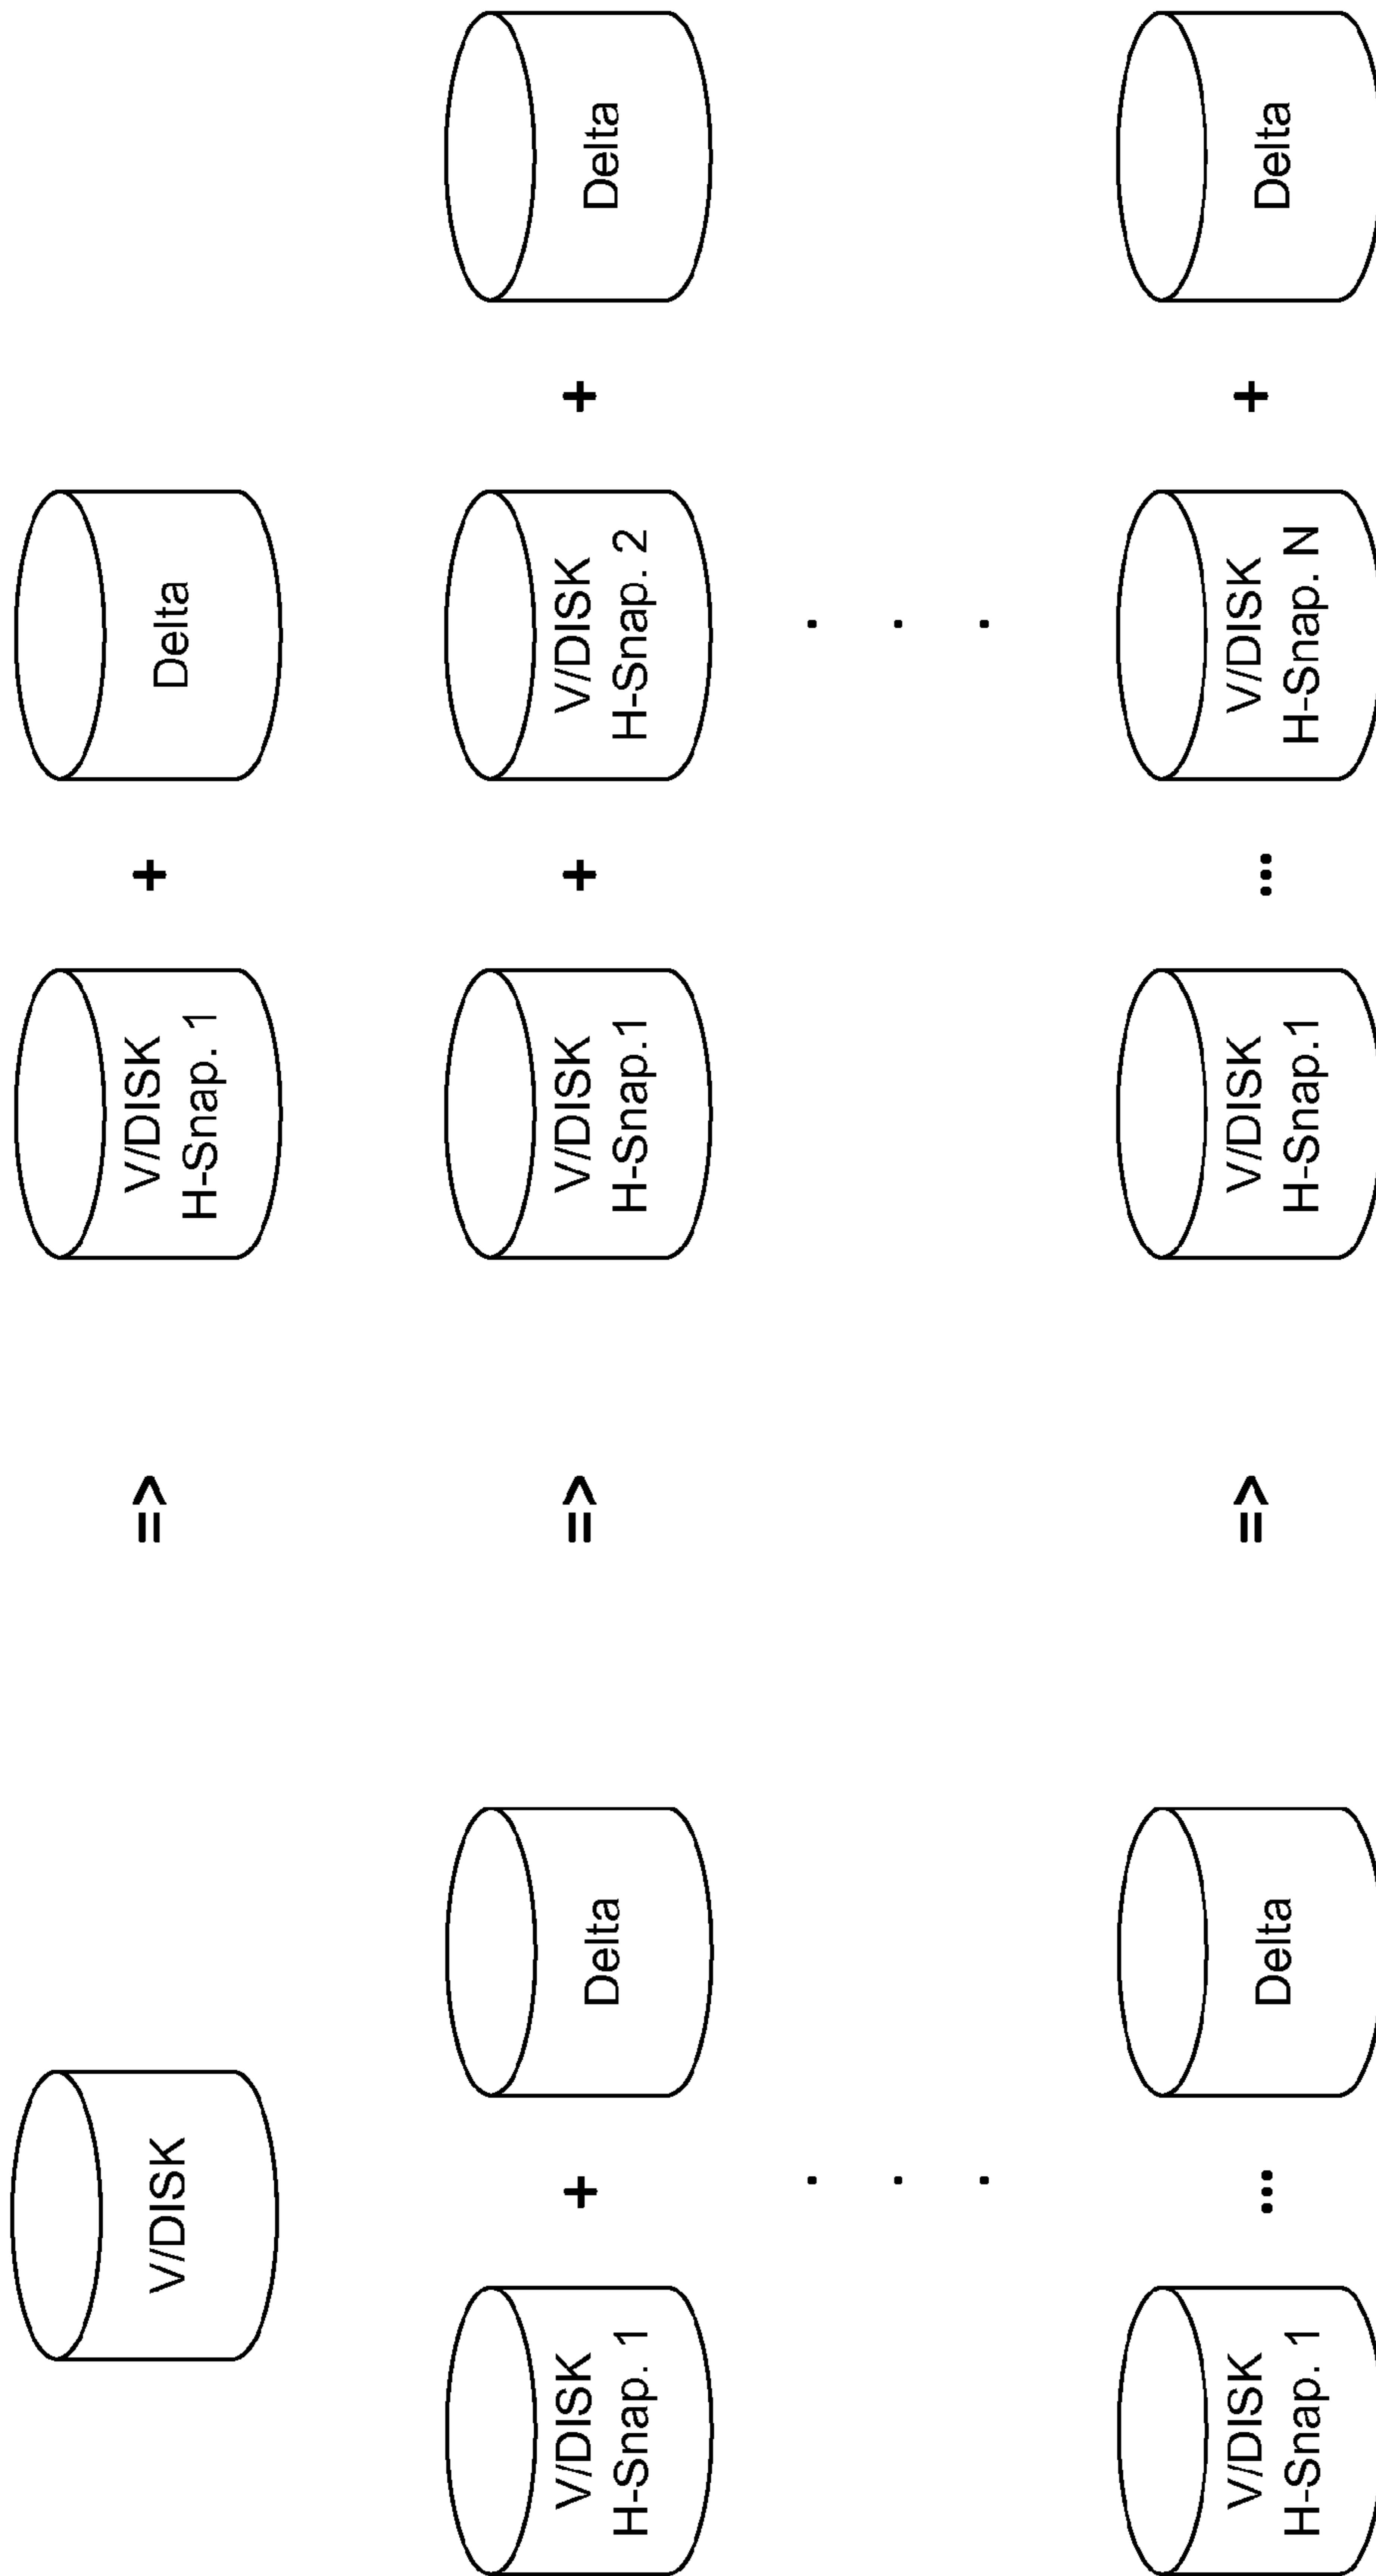 V/DISK
=>
V/DISK
H-Snap. 1
+
Delta
V/DISK
H-Snap. 1
+
Delta
=>
V/DISK
H-Snap.1
+
V/DISK
H-Snap. 2
+
Delta
. . .
. . .
V/DISK
H-Snap. 1
...
Delta
=>
V/DISK
H-Snap.1
...
V/DISK
H-Snap. N
+
Delta